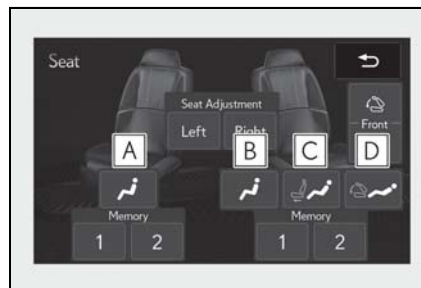 Seat
Seat Adjustment
Left Right
Front
A B C D
Memory Memory
1 2 1 2